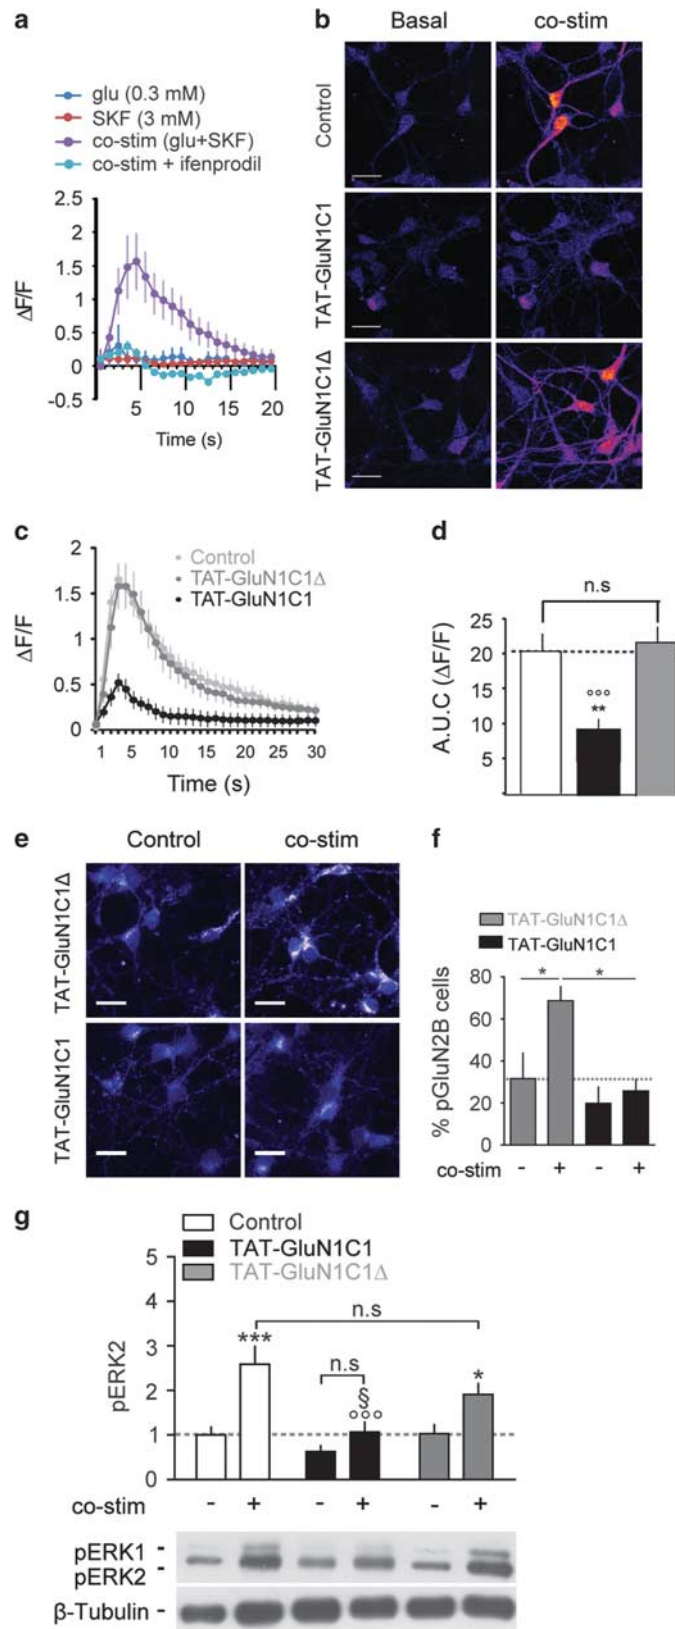 a
glu (0.3 mM)
SKF (3 mM)
co-stim (glu+SKF)
co-stim + ifenprodil
2.5
2
1.5
1
0.5
0
-0.5
ΔF/F
5 10 15 20
Time (s)
b
Basal co-stim
Control
TAT-GluN1C1
TAT-GluN1C1Δ
c
Control
TAT-GluN1C1Δ
TAT-GluN1C1
2
1.5
1
0.5
0
ΔF/F
1 5 10 15 20 25 30
Time (s)
d
n.s
25
20
15
10
5
A.U.C (ΔF/F)
°°°
**
e
Control co-stim
TAT-GluN1C1Δ
TAT-GluN1C1
f
TAT-GluN1C1Δ
TAT-GluN1C1
80
60
40
20
0
% pGluN2B cells
* *
co-stim - + - +
g
Control
TAT-GluN1C1
TAT-GluN1C1Δ
5
4
3
2
1
0
pERK2
n.s
***
n.s
§
°°°
*
co-stim - + - + - +
pERK1 -
pERK2 -
β-Tubulin -